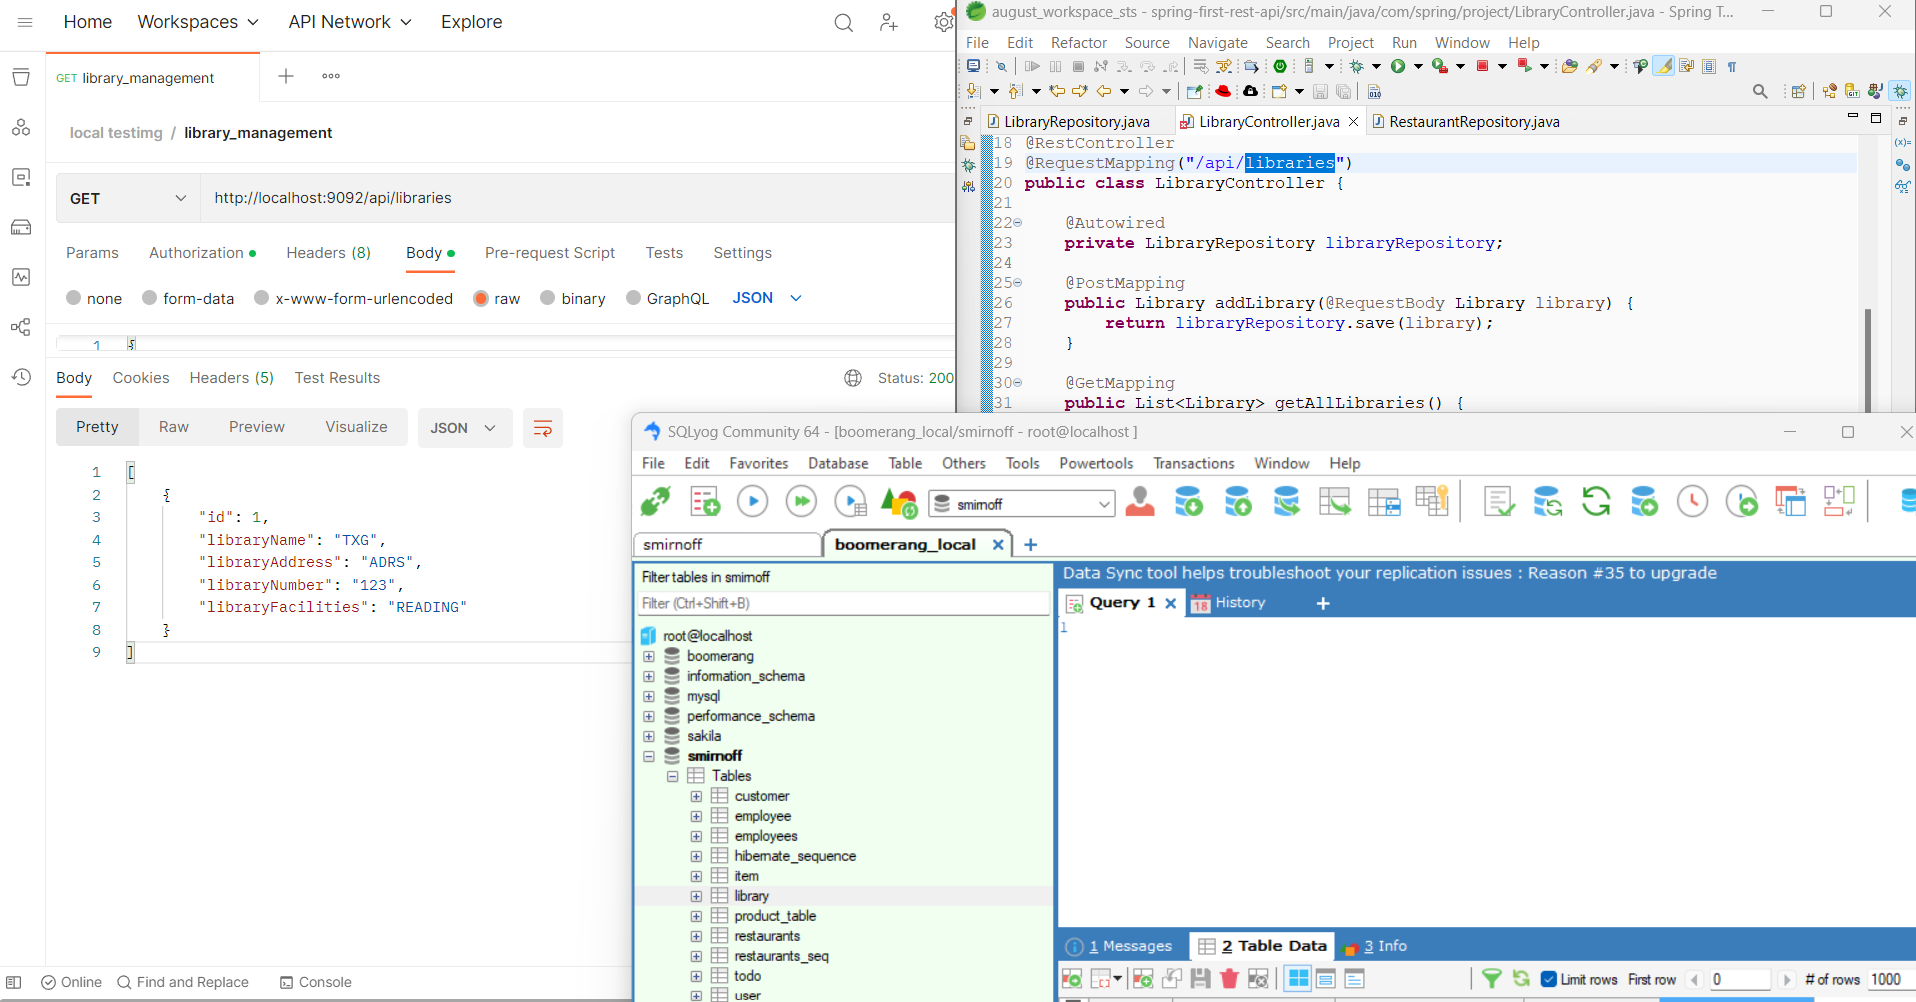 Home Workspaces API Network Explore
GET library_management
local testimg / library_management
GET http://localhost:9092/api/libraries
Params Authorization Headers (8) Body Pre-request Script Tests Settings
none form-data x-www-form-urlencoded raw binary GraphQL JSON
1 {
Body Cookies Headers (5) Test Results Status: 200
Pretty Raw Preview Visualize JSON
1 [
2 {
3 "id": 1,
4 "libraryName": "TXG",
5 "libraryAddress": "ADRS",
6 "libraryNumber": "123",
7 "libraryFacilities": "READING"
8 }
9 ]
Online Find and Replace Console
august_workspace_sts - spring-first-rest-api/src/main/java/com/spring/project/LibraryController.java - Spring T...
File Edit Refactor Source Navigate Search Project Run Window Help
LibraryRepository.java LibraryController.java RestaurantRepository.java
18 @RestController
19 @RequestMapping("/api/libraries")
20 public class LibraryController {
21
22 @Autowired
23 private LibraryRepository libraryRepository;
24
25 @PostMapping
26 public Library addLibrary(@RequestBody Library library) {
27 return libraryRepository.save(library);
28 }
29
30 @GetMapping
31 public List<Library> getAllLibraries() {
SQLyog Community 64 - [boomerang_local/smirnoff - root@localhost ]
File Edit Favorites Database Table Others Tools Powertools Transactions Window Help
smirnoff
smirnoff boomerang_local
Filter tables in smirnoff
Filter (Ctrl+Shift+B)
root@localhost
boomerang
information_schema
mysql
performance_schema
sakila
smirnoff
Tables
customer
employee
employees
hibernate_sequence
item
library
product_table
restaurants
restaurants_seq
todo
user
Data Sync tool helps troubleshoot your replication issues : Reason #35 to upgrade
Query 1 18 History
1
1 Messages 2 Table Data 3 Info
Limit rows First row 0 # of rows 1000